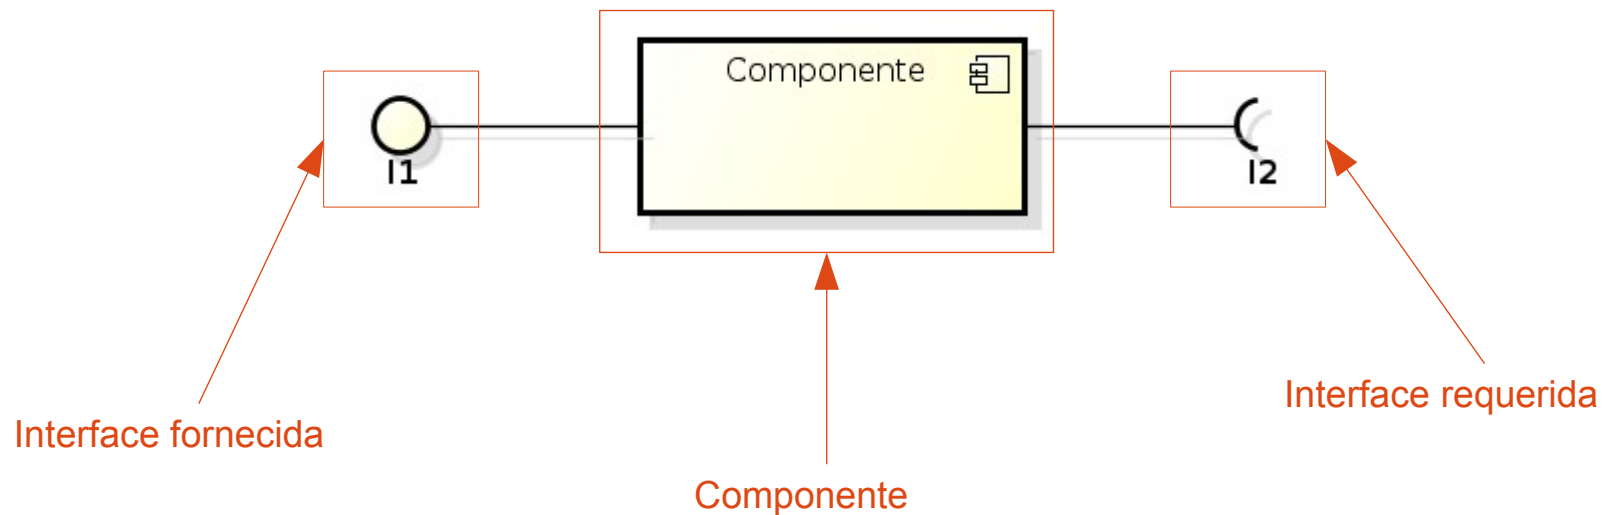 Componente
I1
I2
Interface requerida
Interface fornecida
Componente